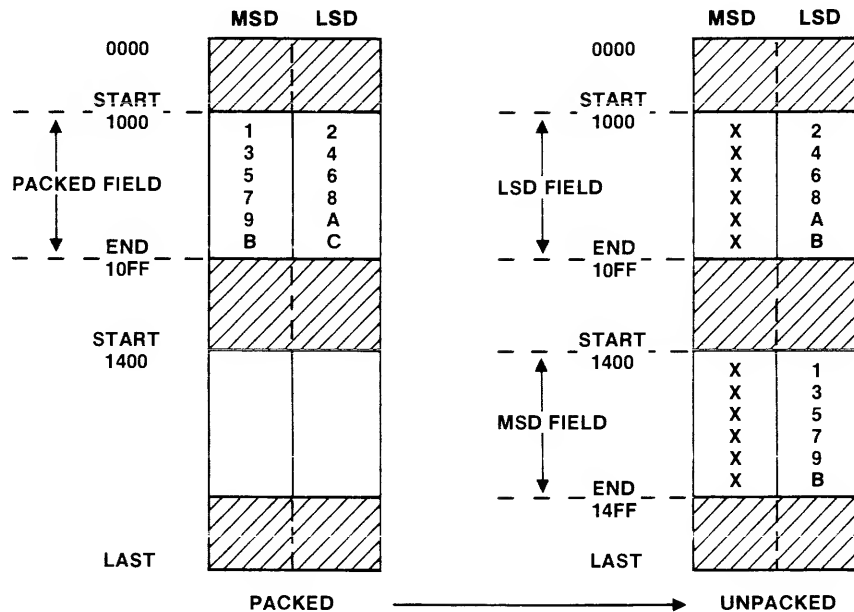 MSD LSD MSD LSD
0000 0000
START START
1000 1000
1 2 X 2
3 4 X 4
5 6 X 6
PACKED FIELD LSD FIELD
7 8 X 8
9 A X A
B C X B
END END
10FF 10FF
START START
1400 1400
X 1
X 3
X 5
MSD FIELD
X 7
X 9
X B
END
14FF
LAST LAST
PACKED UNPACKED